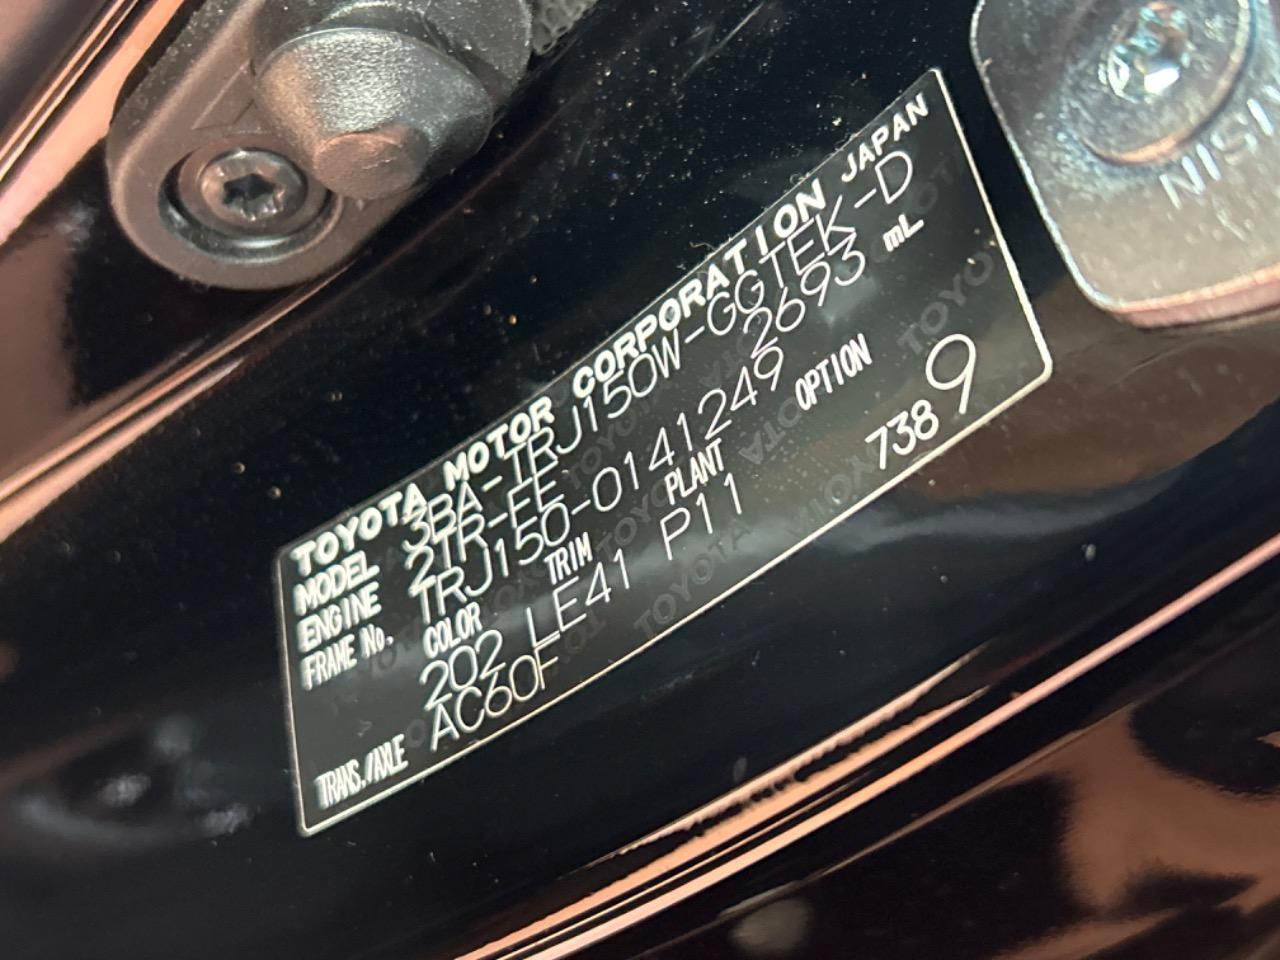 TOYOTA MOTOR CORPORATION JAPAN
MODEL 3BA-TRJ150W-GGTEK-D
ENGINE 2TR-FE 2693 mL
FRAME No. TRJ150-0141249
COLOR TRIM PLANT OPTION
202 LE41 P11 738 9
TRANS./AXLE AC60F